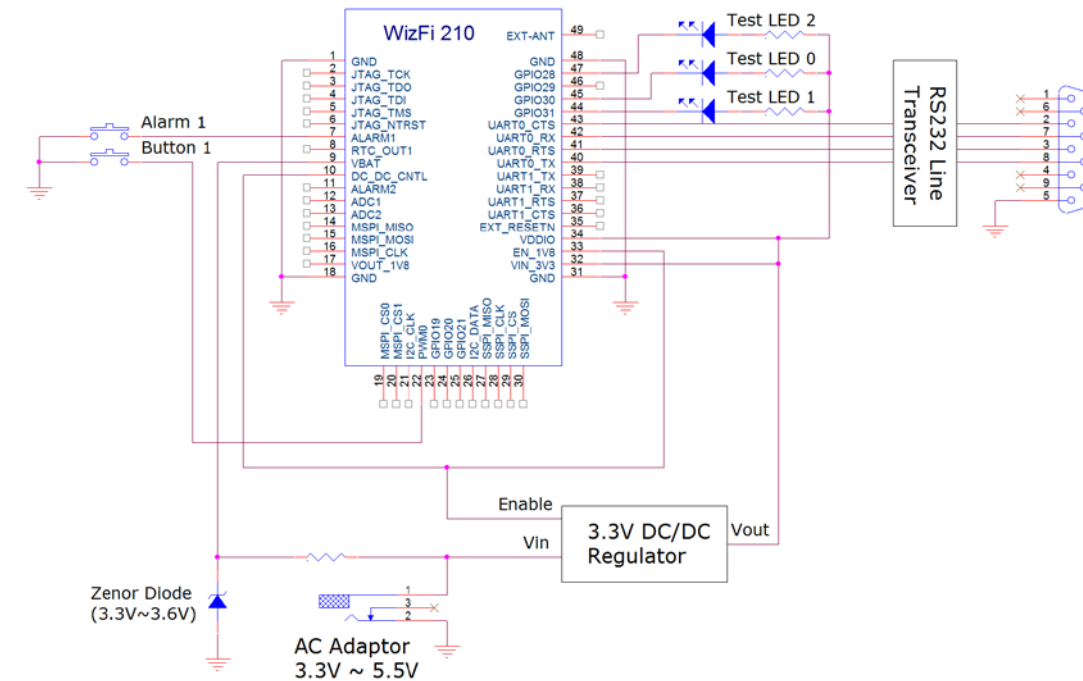 WizFi 210
1 GND
2 JTAG_TCK
3 JTAG_TDO
4 JTAG_TDI
5 JTAG_TMS
6 JTAG_NTRST
7 ALARM1
8 RTC_OUT1
9 VBAT
10 DC_DC_CNTL
11 ALARM2
12 ADC1
13 ADC2
14 MSPI_MISO
15 MSPI_MOSI
16 MSPI_CLK
17 VOUT_1V8
18 GND
EXT-ANT 49
GND 48
GPIO28 47
GPIO29 46
GPIO30 45
GPIO31 44
UART0_CTS 43
UART0_RX 42
UART0_RTS 41
UART0_TX 40
UART1_TX 39
UART1_RX 38
UART1_RTS 37
UART1_CTS 36
EXT_RESETN 35
VDDIO 34
EN_1V8 33
VIN_3V3 32
GND 31
MSPI_CS0 19
MSPI_CS1 20
I2C_CLK 21
PWM0 22
GPIO19 23
GPIO20 24
GPIO21 25
I2C_DATA 26
SSPI_MISO 27
SSPI_CLK 28
SSPI_CS 29
SSPI_MOSI 30
Alarm 1
Button 1
Test LED 2
Test LED 0
Test LED 1
RS232 Line
Transceiver
1
6
2
7
3
8
4
9
5
Enable
Vin
3.3V DC/DC
Regulator
Vout
Zenor Diode
(3.3V~3.6V)
1
3
2
AC Adaptor
3.3V ~ 5.5V